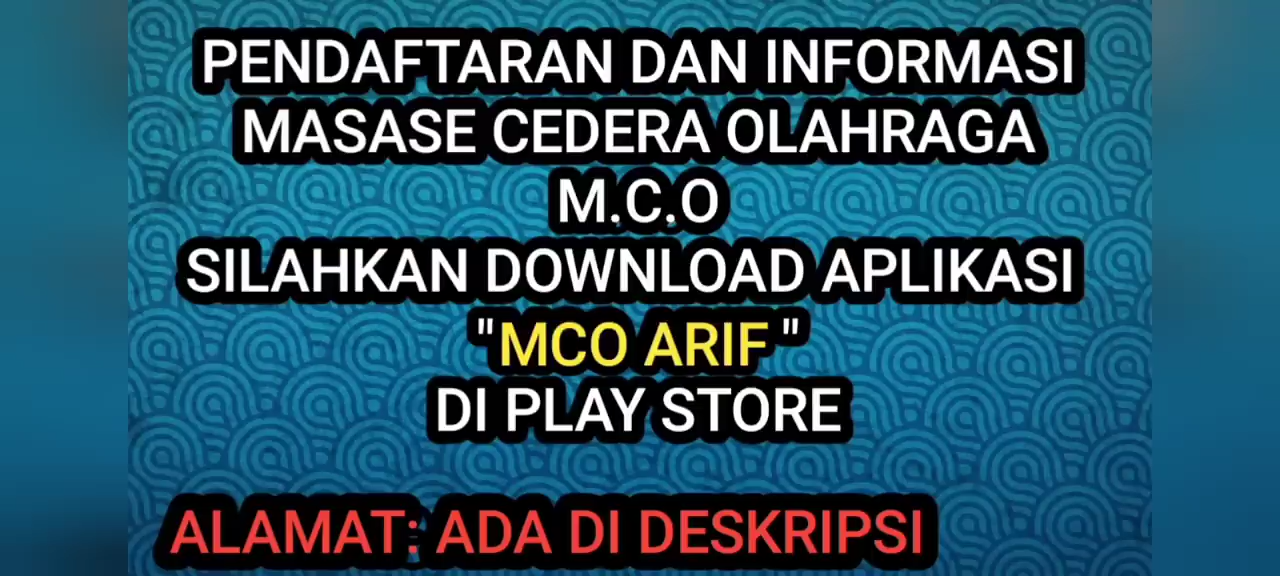 PENDAFTARAN DAN INFORMASI
MASASE CEDERA OLAHRAGA
M.C.O
SILAHKAN DOWNLOAD APLIKASI
"MCO ARIF"
DI PLAY STORE
ALAMAT: ADA DI DESKRIPSI